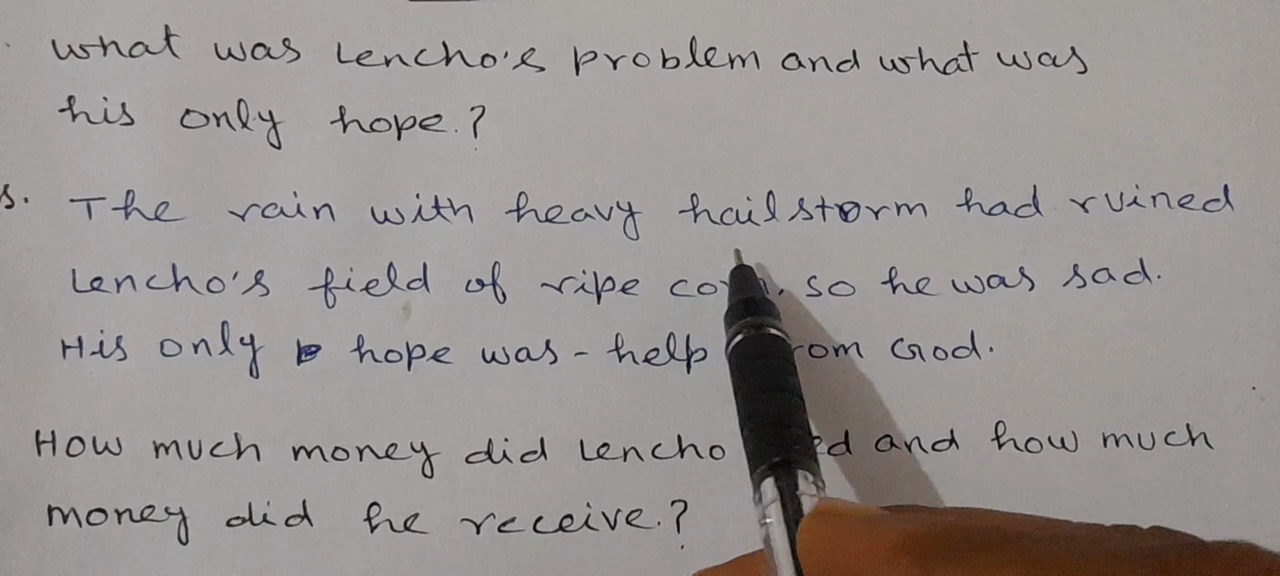 what was Lencho's problem and what was
his only hope.?
s. The rain with heavy hailstorm had ruined
Lencho's field of ripe so he was sad.
His only hope was - help God.
How much money did Lencho and how much
money did he receive.?